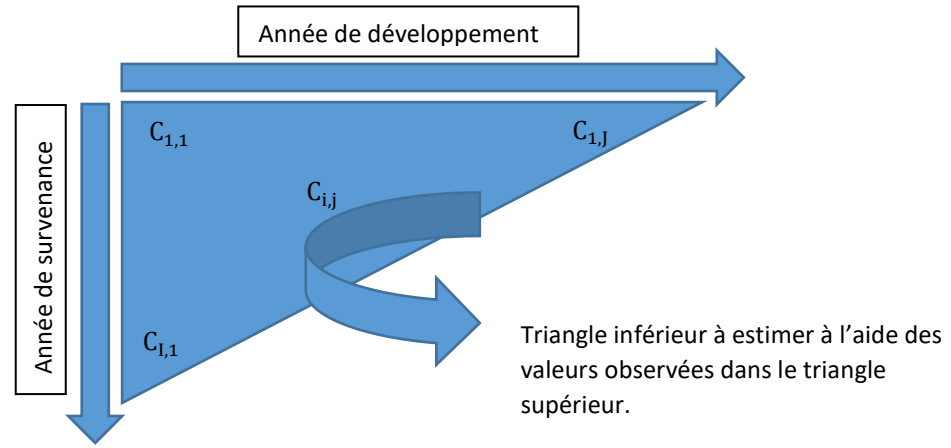 Année de développement
Année de survenance
C1,1
C1,J
Ci,j
CI,1
Triangle inférieur à estimer à l’aide des
valeurs observées dans le triangle
supérieur.